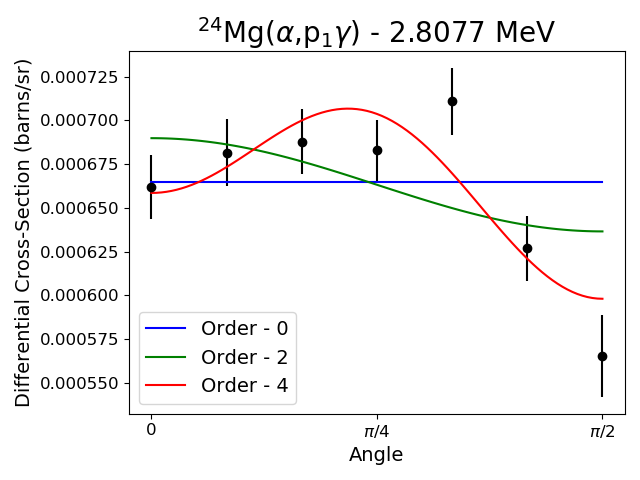 ²⁴Mg(α,p₁γ) - 2.8077 MeV
Differential Cross-Section (barns/sr)
0.000725
0.000700
0.000675
0.000650
0.000625
0.000600
0.000575
0.000550
Order - 0
Order - 2
Order - 4
0 π/4 π/2
Angle